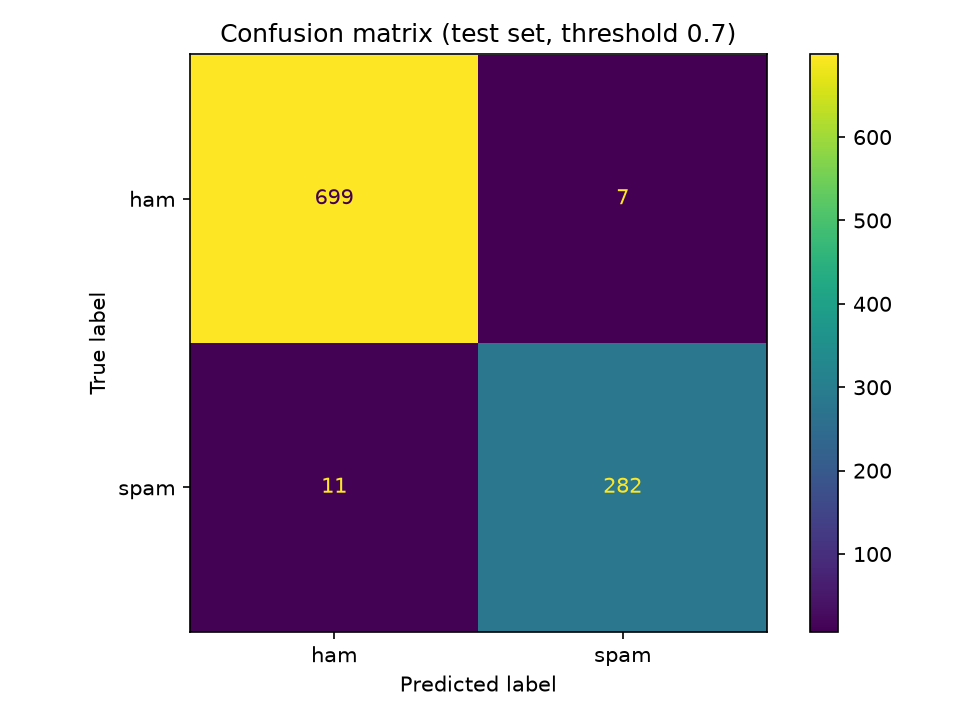 Confusion matrix (test set, threshold 0.7)
True label
ham
spam
699
7
11
282
ham
spam
Predicted label
600
500
400
300
200
100